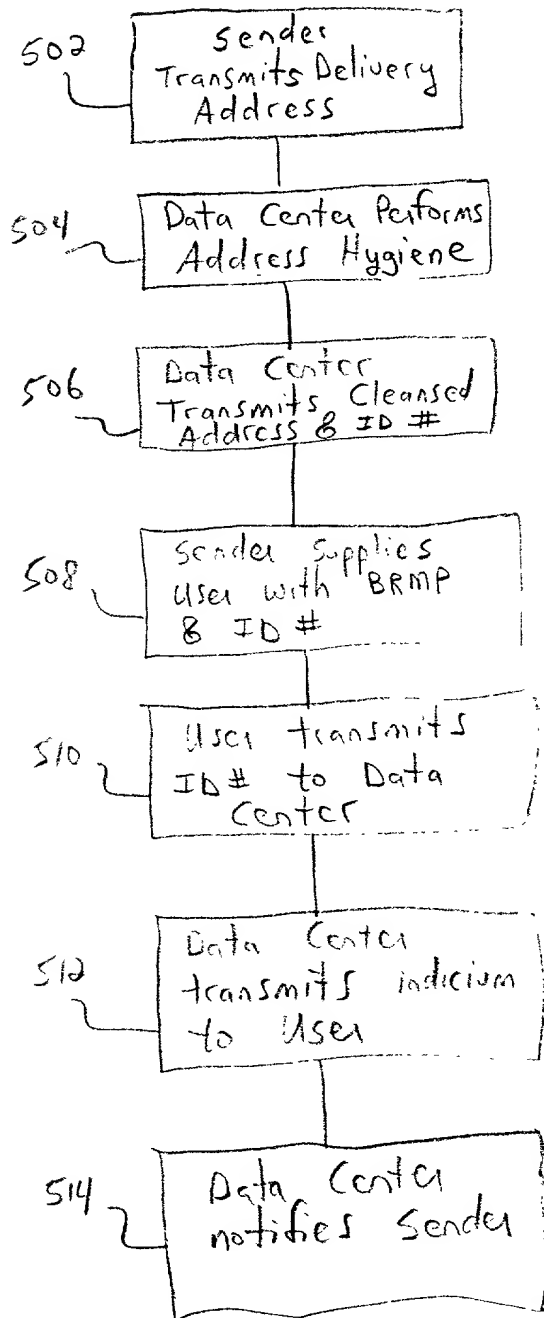 502
Sender
Transmits Delivery
Address
504
Data Center Performs
Address Hygiene
506
Data Center
Transmits Cleansed
Address & ID #
508
Sender Supplies
User with BRMP
& ID #
510
User transmits
ID # to Data
Center
512
Data Center
transmits indicium
to User
514
Data Center
notifies Sender